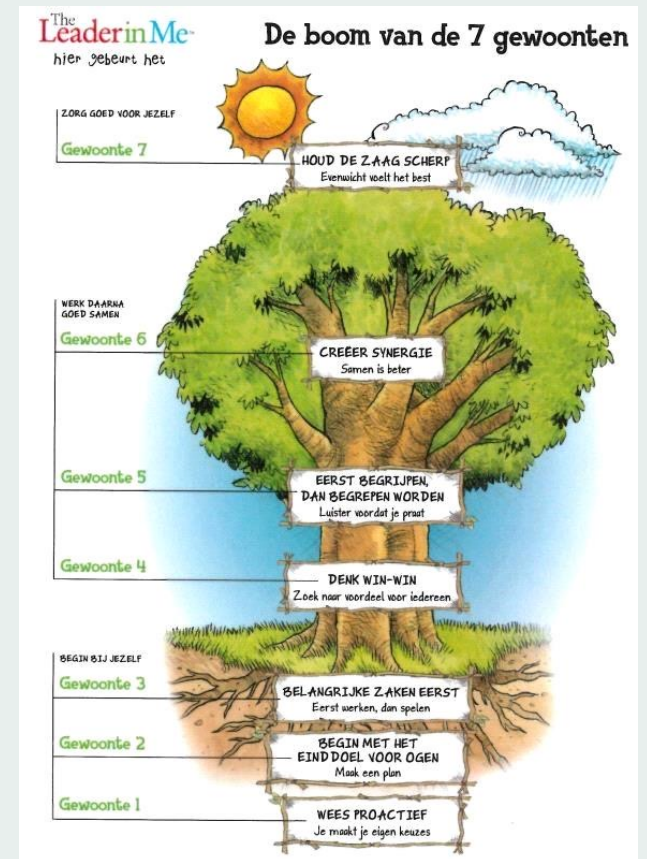 The
Leader in Me
hier gebeurt het
De boom van de 7 gewoonten
ZORG GOED VOOR JEZELF
Gewoonte 7
HOUD DE ZAAG SCHERP
Evenwicht voelt het best
WERK DAARNA
GOED SAMEN
Gewoonte 6
CREËER SYNERGIE
Samen is beter
Gewoonte 5
EERST BEGRIJPEN,
DAN BEGREPEN WORDEN
Luister voordat je praat
Gewoonte 4
DENK WIN-WIN
Zoek naar voordeel voor iedereen
BEGIN BIJ JEZELF
Gewoonte 3
BELANGRIJKE ZAKEN EERST
Eerst werken, dan spelen
Gewoonte 2
BEGIN MET HET
EINDDOEL VOOR OGEN
Maak een plan
Gewoonte 1
WEES PROACTIEF
Je maakt je eigen keuzes